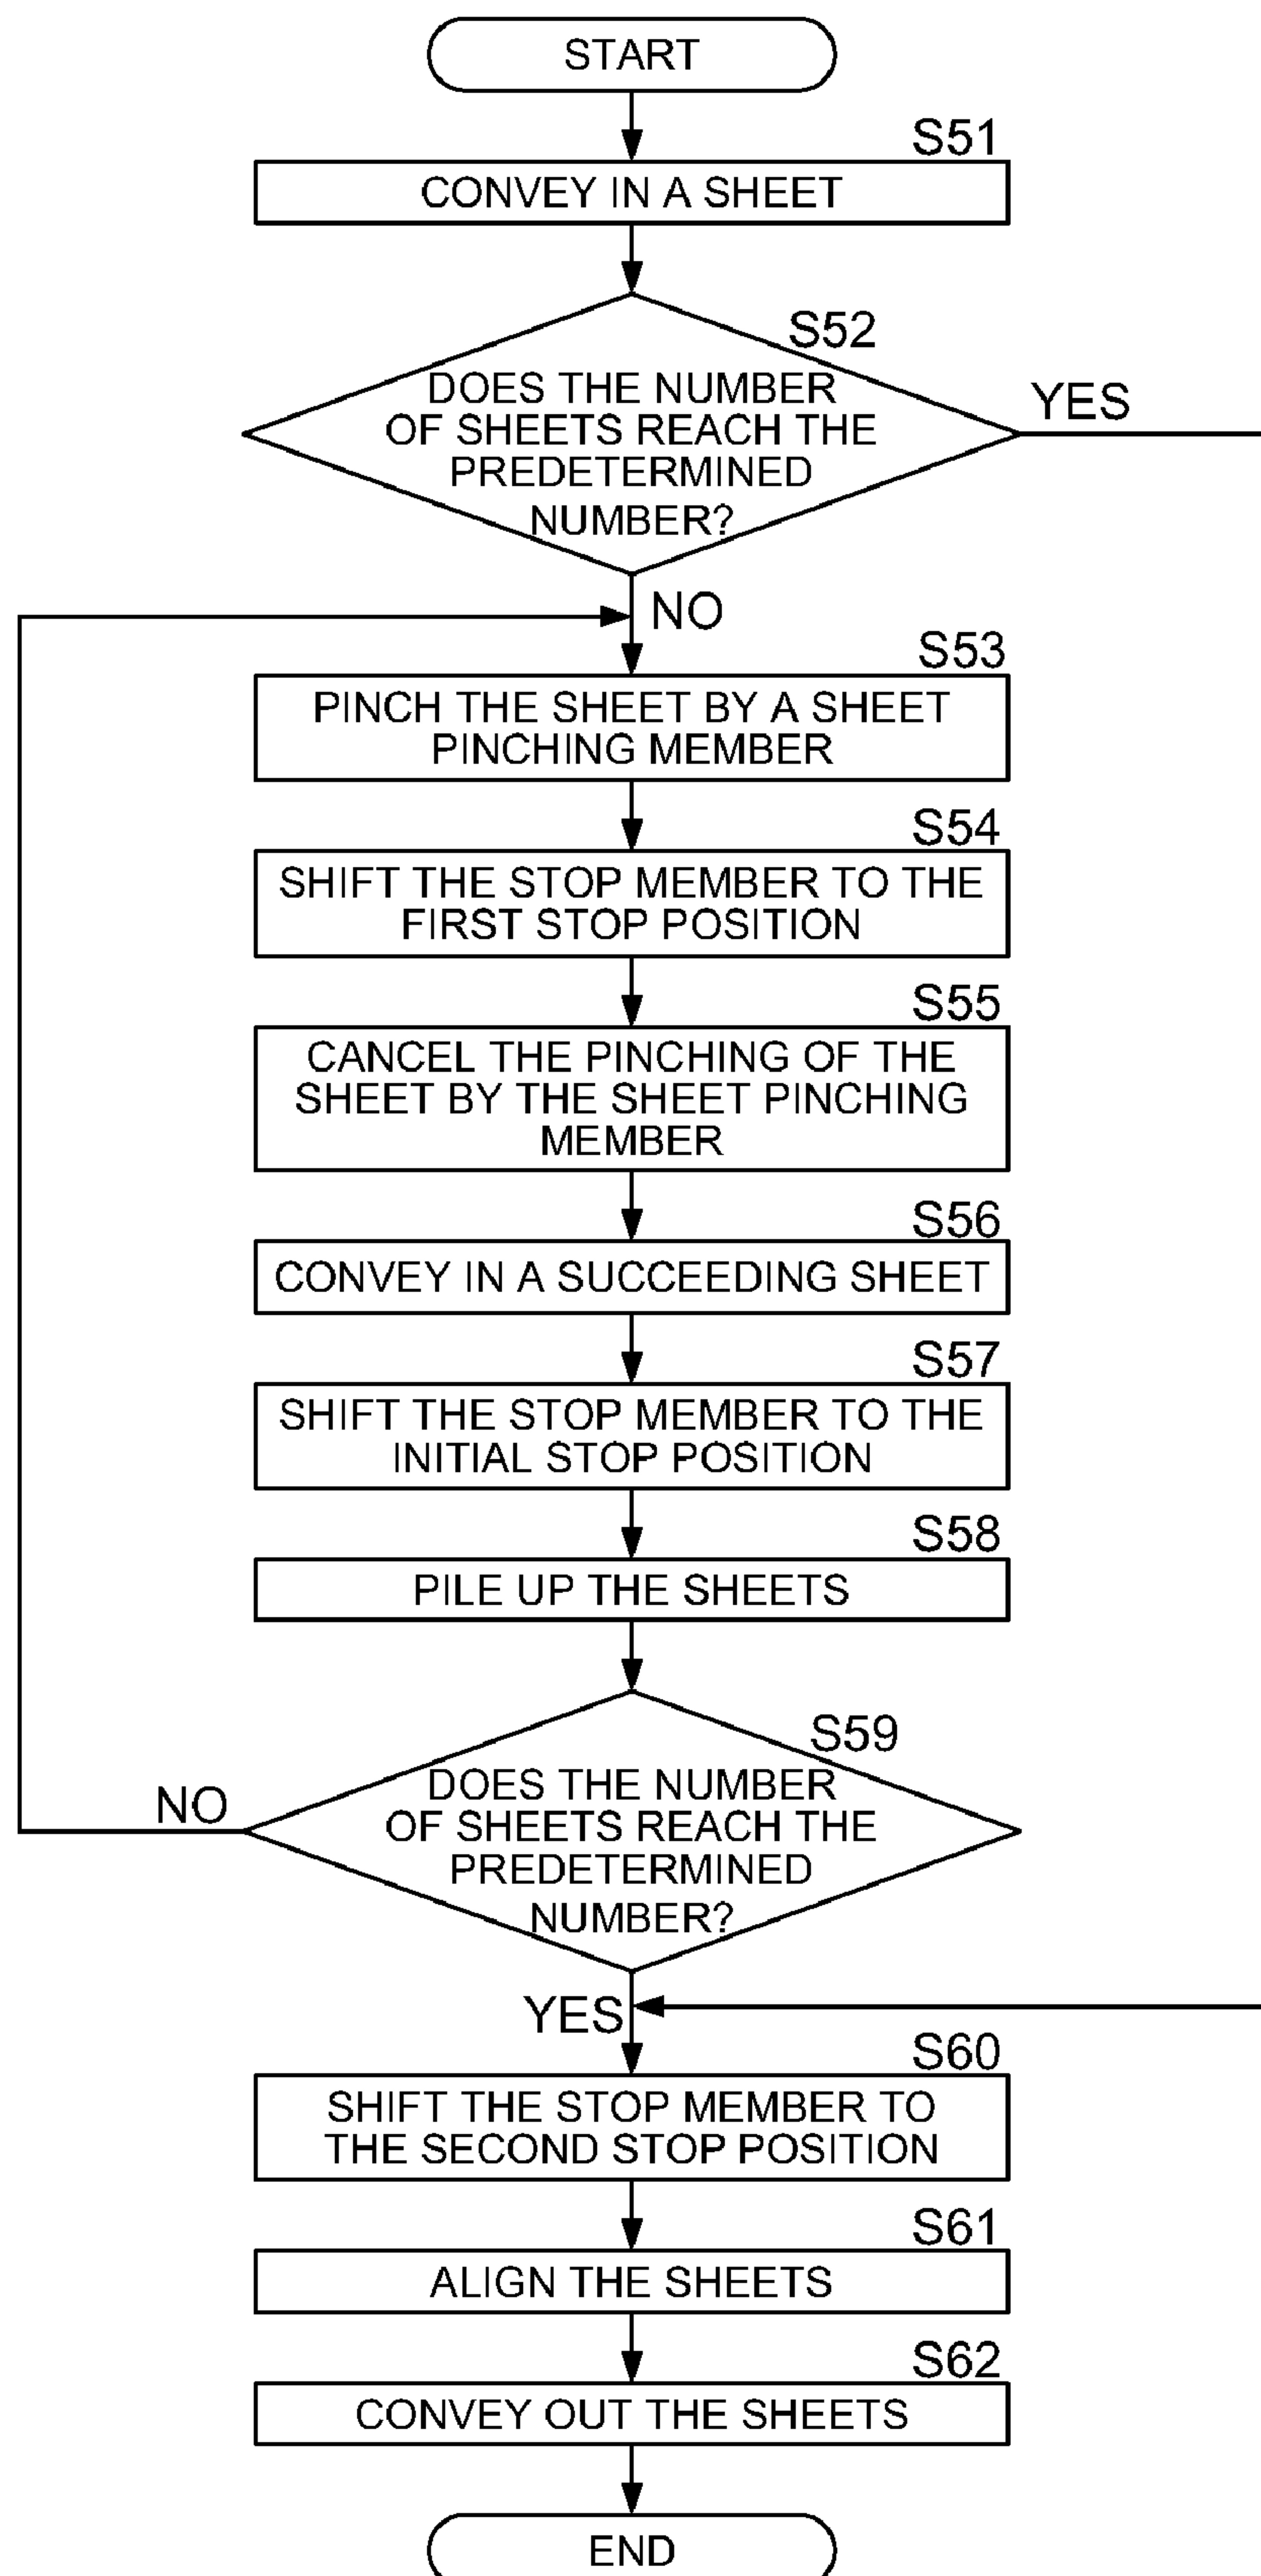 START
S51
CONVEY IN A SHEET
S52
DOES THE NUMBER
OF SHEETS REACH THE
PREDETERMINED
NUMBER?
YES
NO
S53
PINCH THE SHEET BY A SHEET
PINCHING MEMBER
S54
SHIFT THE STOP MEMBER TO THE
FIRST STOP POSITION
S55
CANCEL THE PINCHING OF THE
SHEET BY THE SHEET PINCHING
MEMBER
S56
CONVEY IN A SUCCEEDING SHEET
S57
SHIFT THE STOP MEMBER TO THE
INITIAL STOP POSITION
S58
PILE UP THE SHEETS
S59
DOES THE NUMBER
OF SHEETS REACH THE
PREDETERMINED
NUMBER?
NO
YES
S60
SHIFT THE STOP MEMBER TO
THE SECOND STOP POSITION
S61
ALIGN THE SHEETS
S62
CONVEY OUT THE SHEETS
END